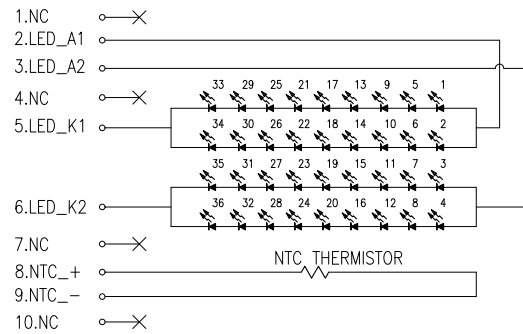 1.NC
2.LED_A1
3.LED_A2
33 29 25 21 17 13 9 5 1
4.NC
5.LED_K1
34 30 26 22 18 14 10 6 2
35 31 27 23 19 15 11 7 3
6.LED_K2
36 32 28 24 20 16 12 8 4
7.NC
NTC THERMISTOR
8.NTC_+
9.NTC_-
10.NC